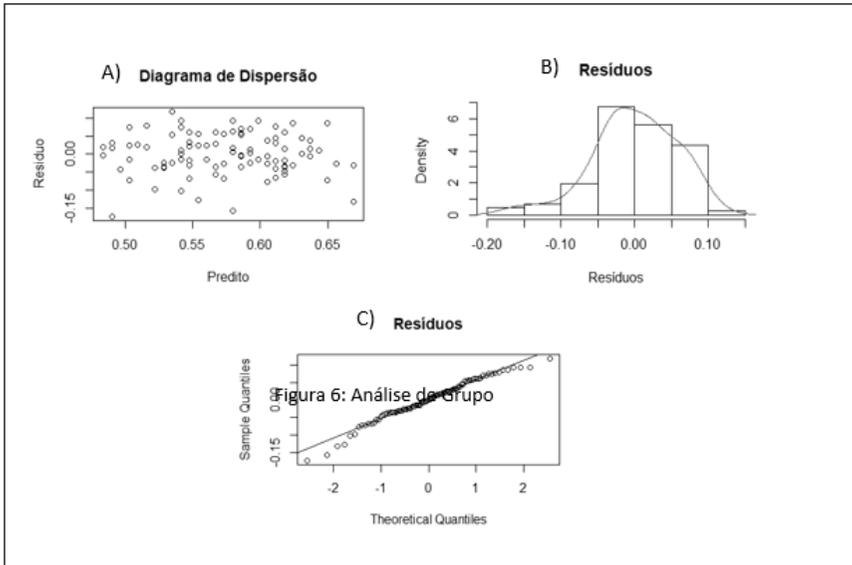 A) Diagrama de Dispersão
Resíduo
0.00
-0.15
0.50 0.55 0.60 0.65
Predito
B) Resíduos
Density
6
4
2
0
-0.20 -0.10 0.00 0.10
Resíduos
C) Resíduos
Sample Quantiles
0.00
-0.15
Figura 6: Análise de Grupo
-2 -1 0 1 2
Theoretical Quantiles